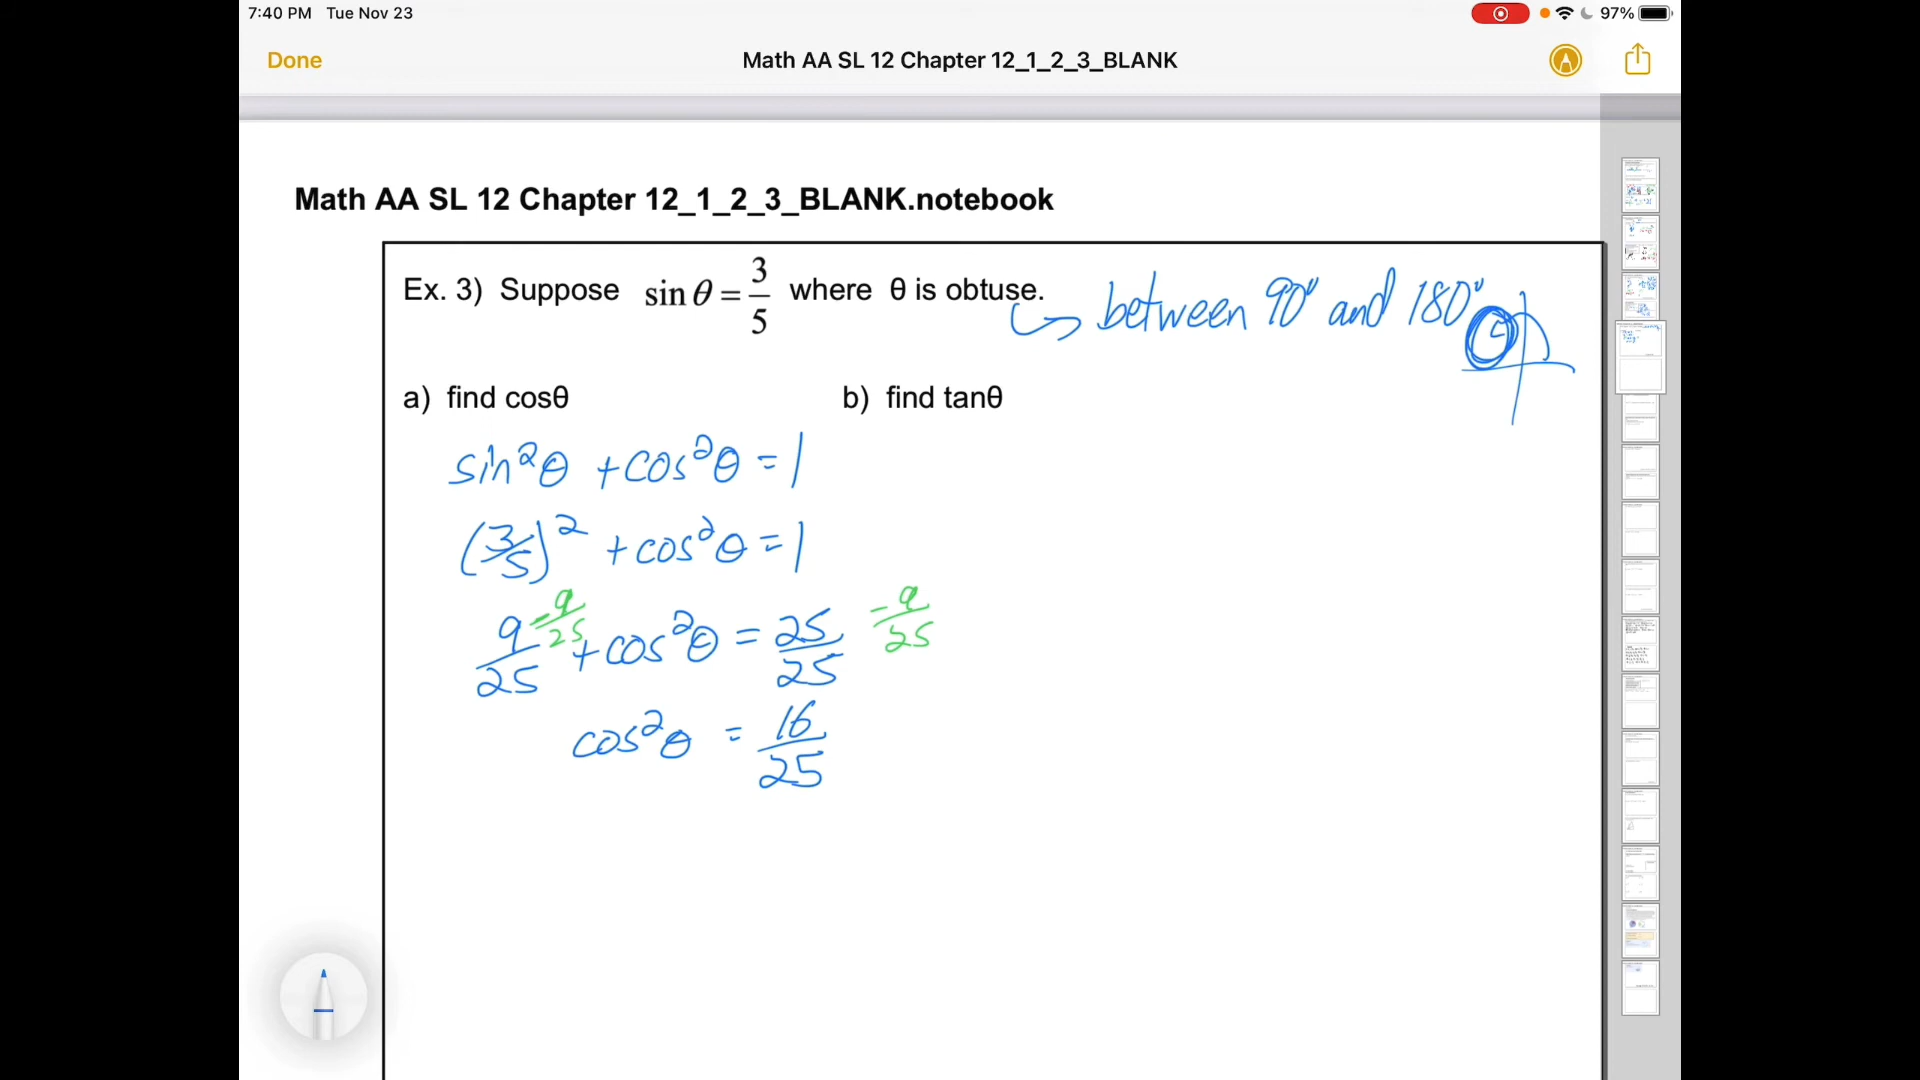 7:40 PM Tue Nov 23
97%
Done
Math AA SL 12 Chapter 12_1_2_3_BLANK
Math AA SL 12 Chapter 12_1_2_3_BLANK.notebook
Ex. 3) Suppose sin θ = 3/5 where θ is obtuse.
between 90° and 180°
a) find cosθ
b) find tanθ
sin²θ + cos²θ = 1
(3/5)² + cos²θ = 1
9/25 - 9/25 + cos²θ = 25/25 - 9/25
cos²θ = 16/25